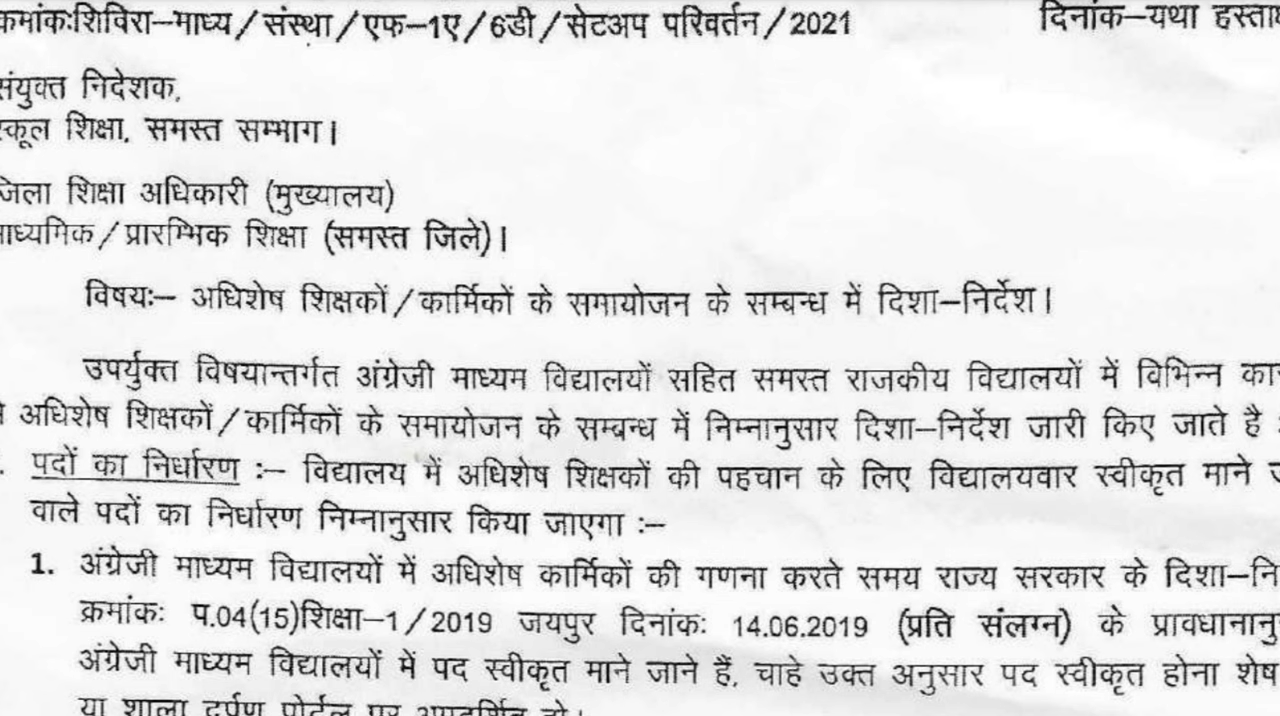 क्रमांकःशिविरा–माध्य/संस्था/एफ–1ए/6डी/सेटअप परिवर्तन/2021 दिनांक–यथा
संयुक्त निदेशक,
स्कूल शिक्षा, समस्त सम्भाग।
जिला शिक्षा अधिकारी (मुख्यालय)
माध्यमिक/प्रारम्भिक शिक्षा (समस्त जिले)।
विषयः– अधिशेष शिक्षकों/कार्मिकों के समायोजन के सम्बन्ध में दिशा–निर्देश।
उपर्युक्त विषयान्तर्गत अंग्रेजी माध्यम विद्यालयों सहित समस्त राजकीय विद्यालयों में विभिन्न
अधिशेष शिक्षकों/कार्मिकों के समायोजन के सम्बन्ध में निम्नानुसार दिशा–निर्देश जारी किए जाते है
पदों का निर्धारण :– विद्यालय में अधिशेष शिक्षकों की पहचान के लिए विद्यालयवार स्वीकृत माने
वाले पदों का निर्धारण निम्नानुसार किया जाएगा :–
1. अंग्रेजी माध्यम विद्यालयों में अधिशेष कार्मिकों की गणना करते समय राज्य सरकार के
क्रमांकः प.04(15)शिक्षा–1/2019 जयपुर दिनांकः 14.06.2019 (प्रति संलग्न) के
अंग्रेजी माध्यम विद्यालयों में पद स्वीकृत माने जाने हैं, चाहे उक्त अनुसार पद स्वीकृत होना शेष
या शाला दर्पण पोर्टल पर